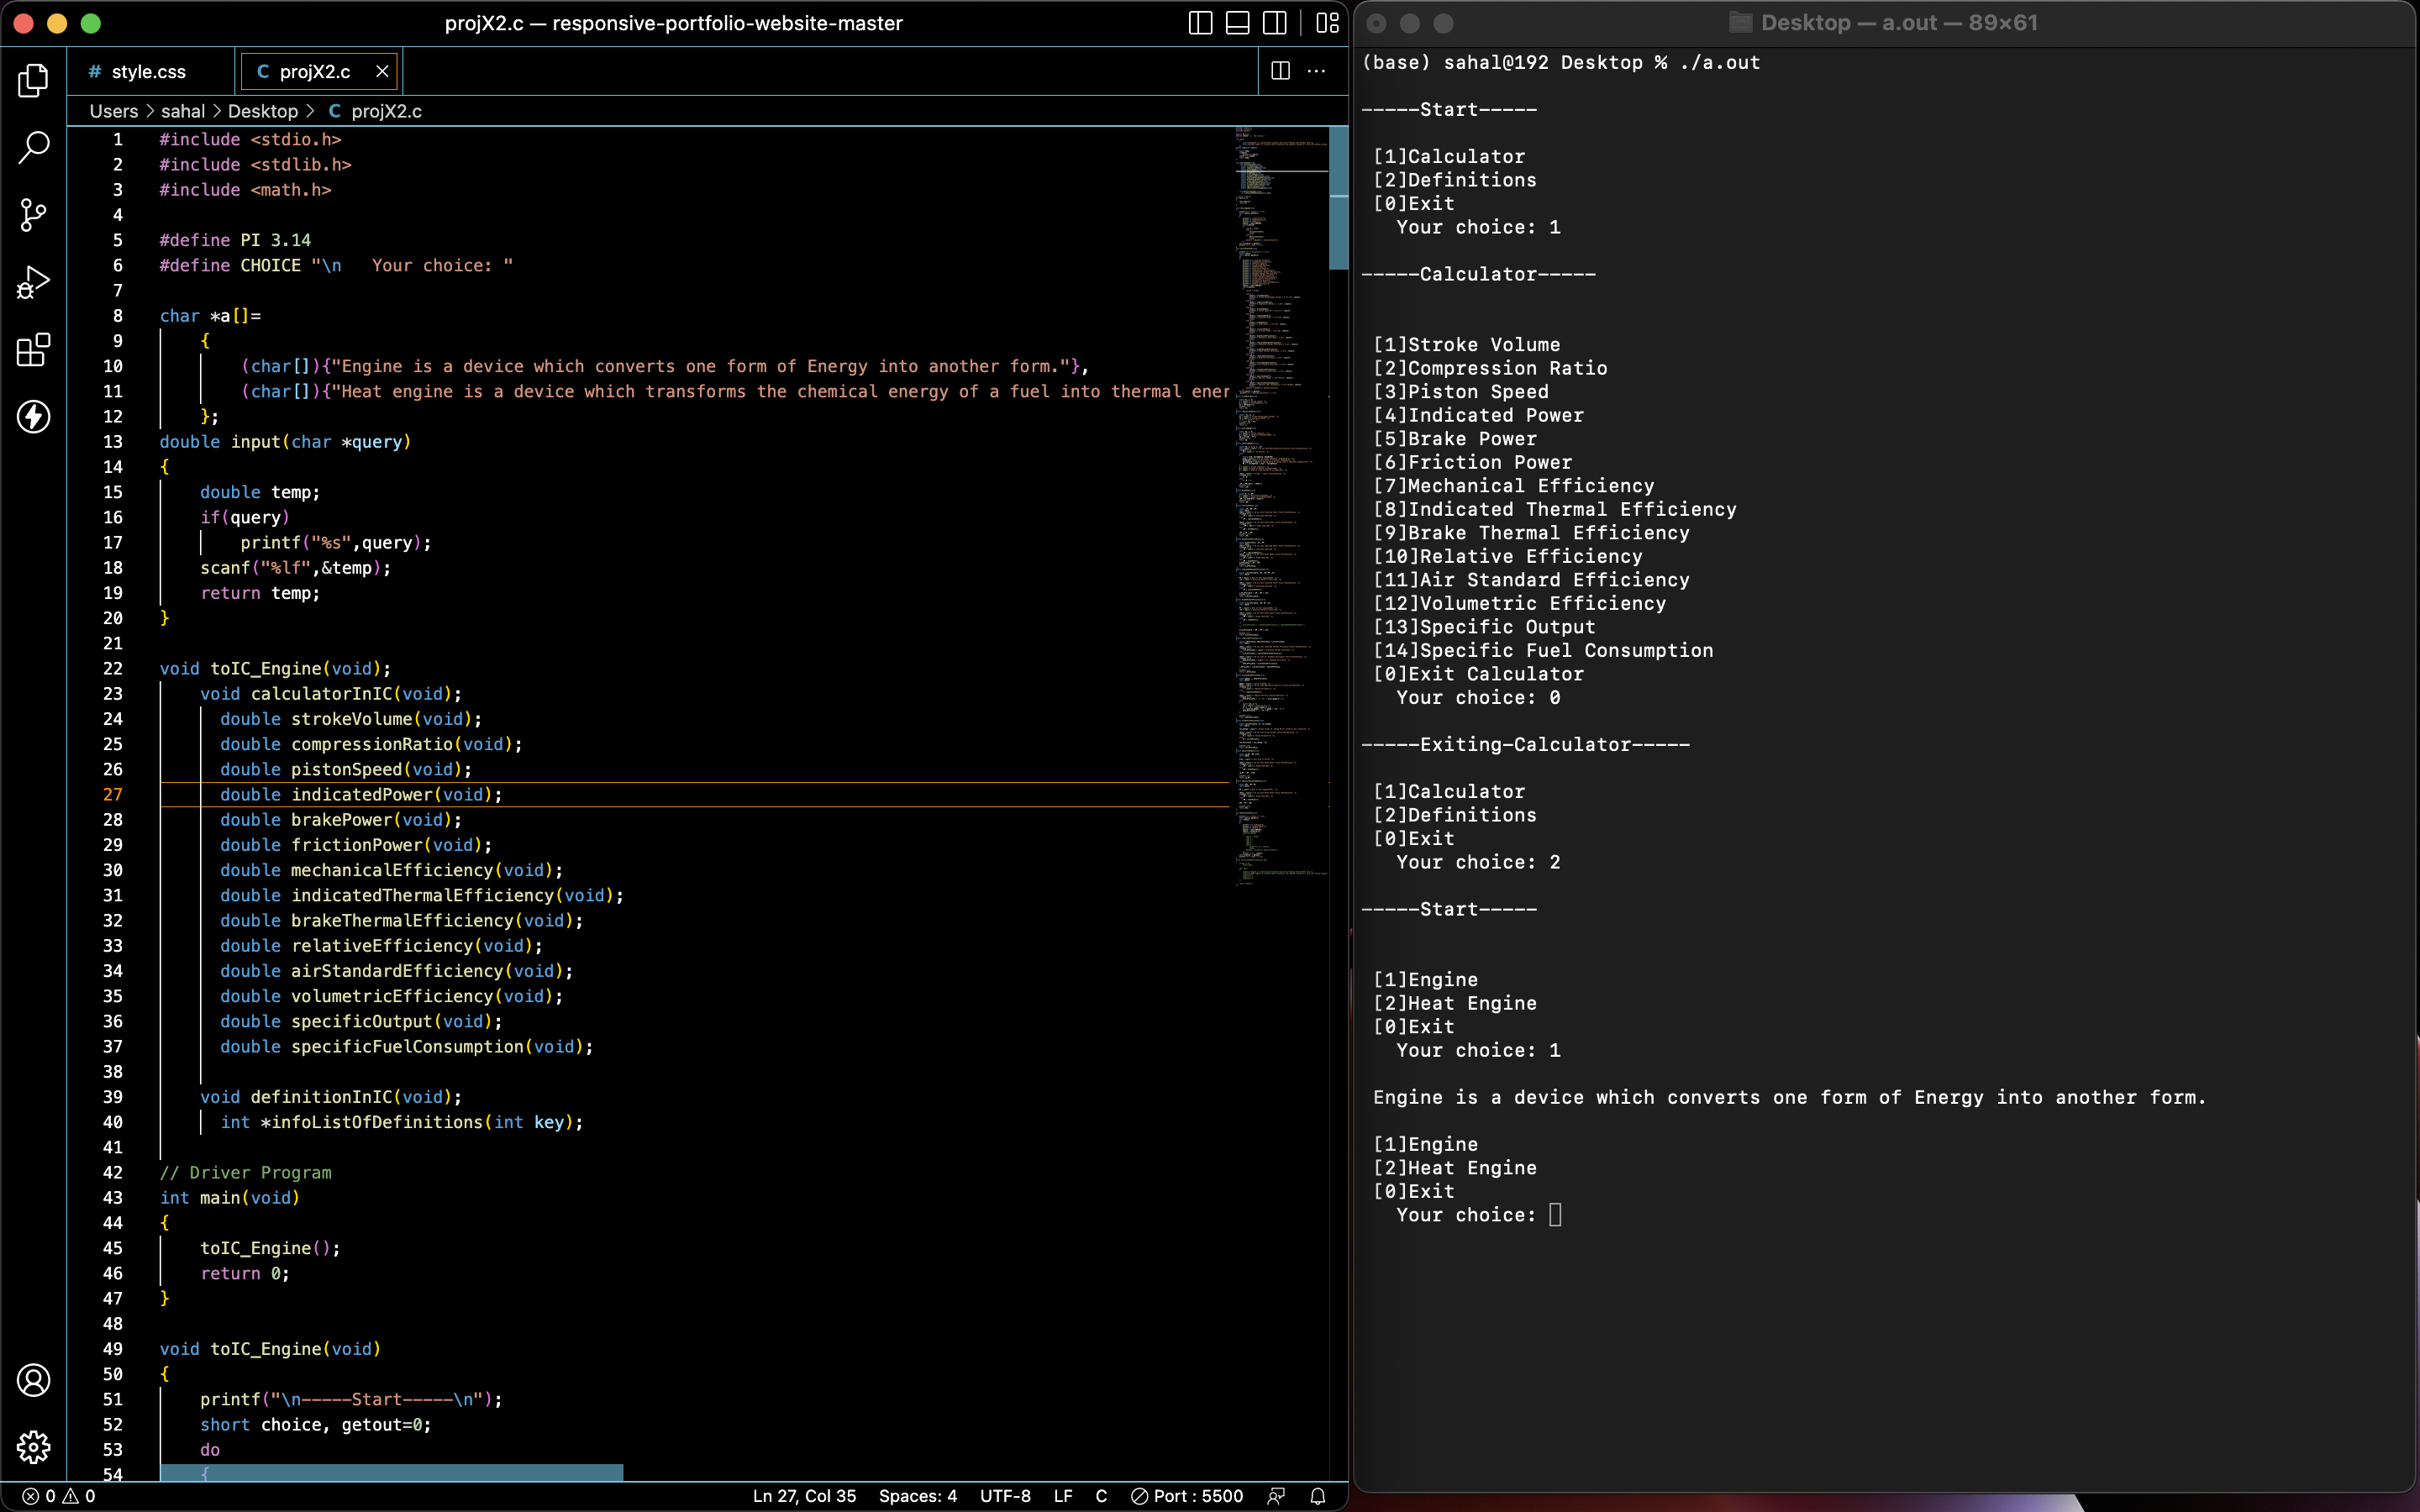 projX2.c — responsive-portfolio-website-master
# style.css
C projX2.c
Users > sahal > Desktop > C projX2.c
1 #include <stdio.h>
2 #include <stdlib.h>
3 #include <math.h>
4
5 #define PI 3.14
6 #define CHOICE "\n   Your choice: "
7
8 char *a[]=
9     {
10         (char[]){"Engine is a device which converts one form of Energy into another form."},
11         (char[]){"Heat engine is a device which transforms the chemical energy of a fuel into thermal ener
12     };
13 double input(char *query)
14 {
15     double temp;
16     if(query)
17         printf("%s",query);
18     scanf("%lf",&temp);
19     return temp;
20 }
21
22 void toIC_Engine(void);
23     void calculatorInIC(void);
24       double strokeVolume(void);
25       double compressionRatio(void);
26       double pistonSpeed(void);
27       double indicatedPower(void);
28       double brakePower(void);
29       double frictionPower(void);
30       double mechanicalEfficiency(void);
31       double indicatedThermalEfficiency(void);
32       double brakeThermalEfficiency(void);
33       double relativeEfficiency(void);
34       double airStandardEfficiency(void);
35       double volumetricEfficiency(void);
36       double specificOutput(void);
37       double specificFuelConsumption(void);
38
39     void definitionInIC(void);
40       int *infoListOfDefinitions(int key);
41
42 // Driver Program
43 int main(void)
44 {
45     toIC_Engine();
46     return 0;
47 }
48
49 void toIC_Engine(void)
50 {
51     printf("\n-----Start-----\n");
52     short choice, getout=0;
53     do
54     {
0 0
Ln 27, Col 35
Spaces: 4
UTF-8
LF
C
Port : 5500
Desktop — a.out — 89×61
(base) sahal@192 Desktop % ./a.out
-----Start-----
[1]Calculator
[2]Definitions
[0]Exit
Your choice: 1
-----Calculator-----
[1]Stroke Volume
[2]Compression Ratio
[3]Piston Speed
[4]Indicated Power
[5]Brake Power
[6]Friction Power
[7]Mechanical Efficiency
[8]Indicated Thermal Efficiency
[9]Brake Thermal Efficiency
[10]Relative Efficiency
[11]Air Standard Efficiency
[12]Volumetric Efficiency
[13]Specific Output
[14]Specific Fuel Consumption
[0]Exit Calculator
Your choice: 0
-----Exiting-Calculator-----
[1]Calculator
[2]Definitions
[0]Exit
Your choice: 2
-----Start-----
[1]Engine
[2]Heat Engine
[0]Exit
Your choice: 1
Engine is a device which converts one form of Energy into another form.
[1]Engine
[2]Heat Engine
[0]Exit
Your choice: